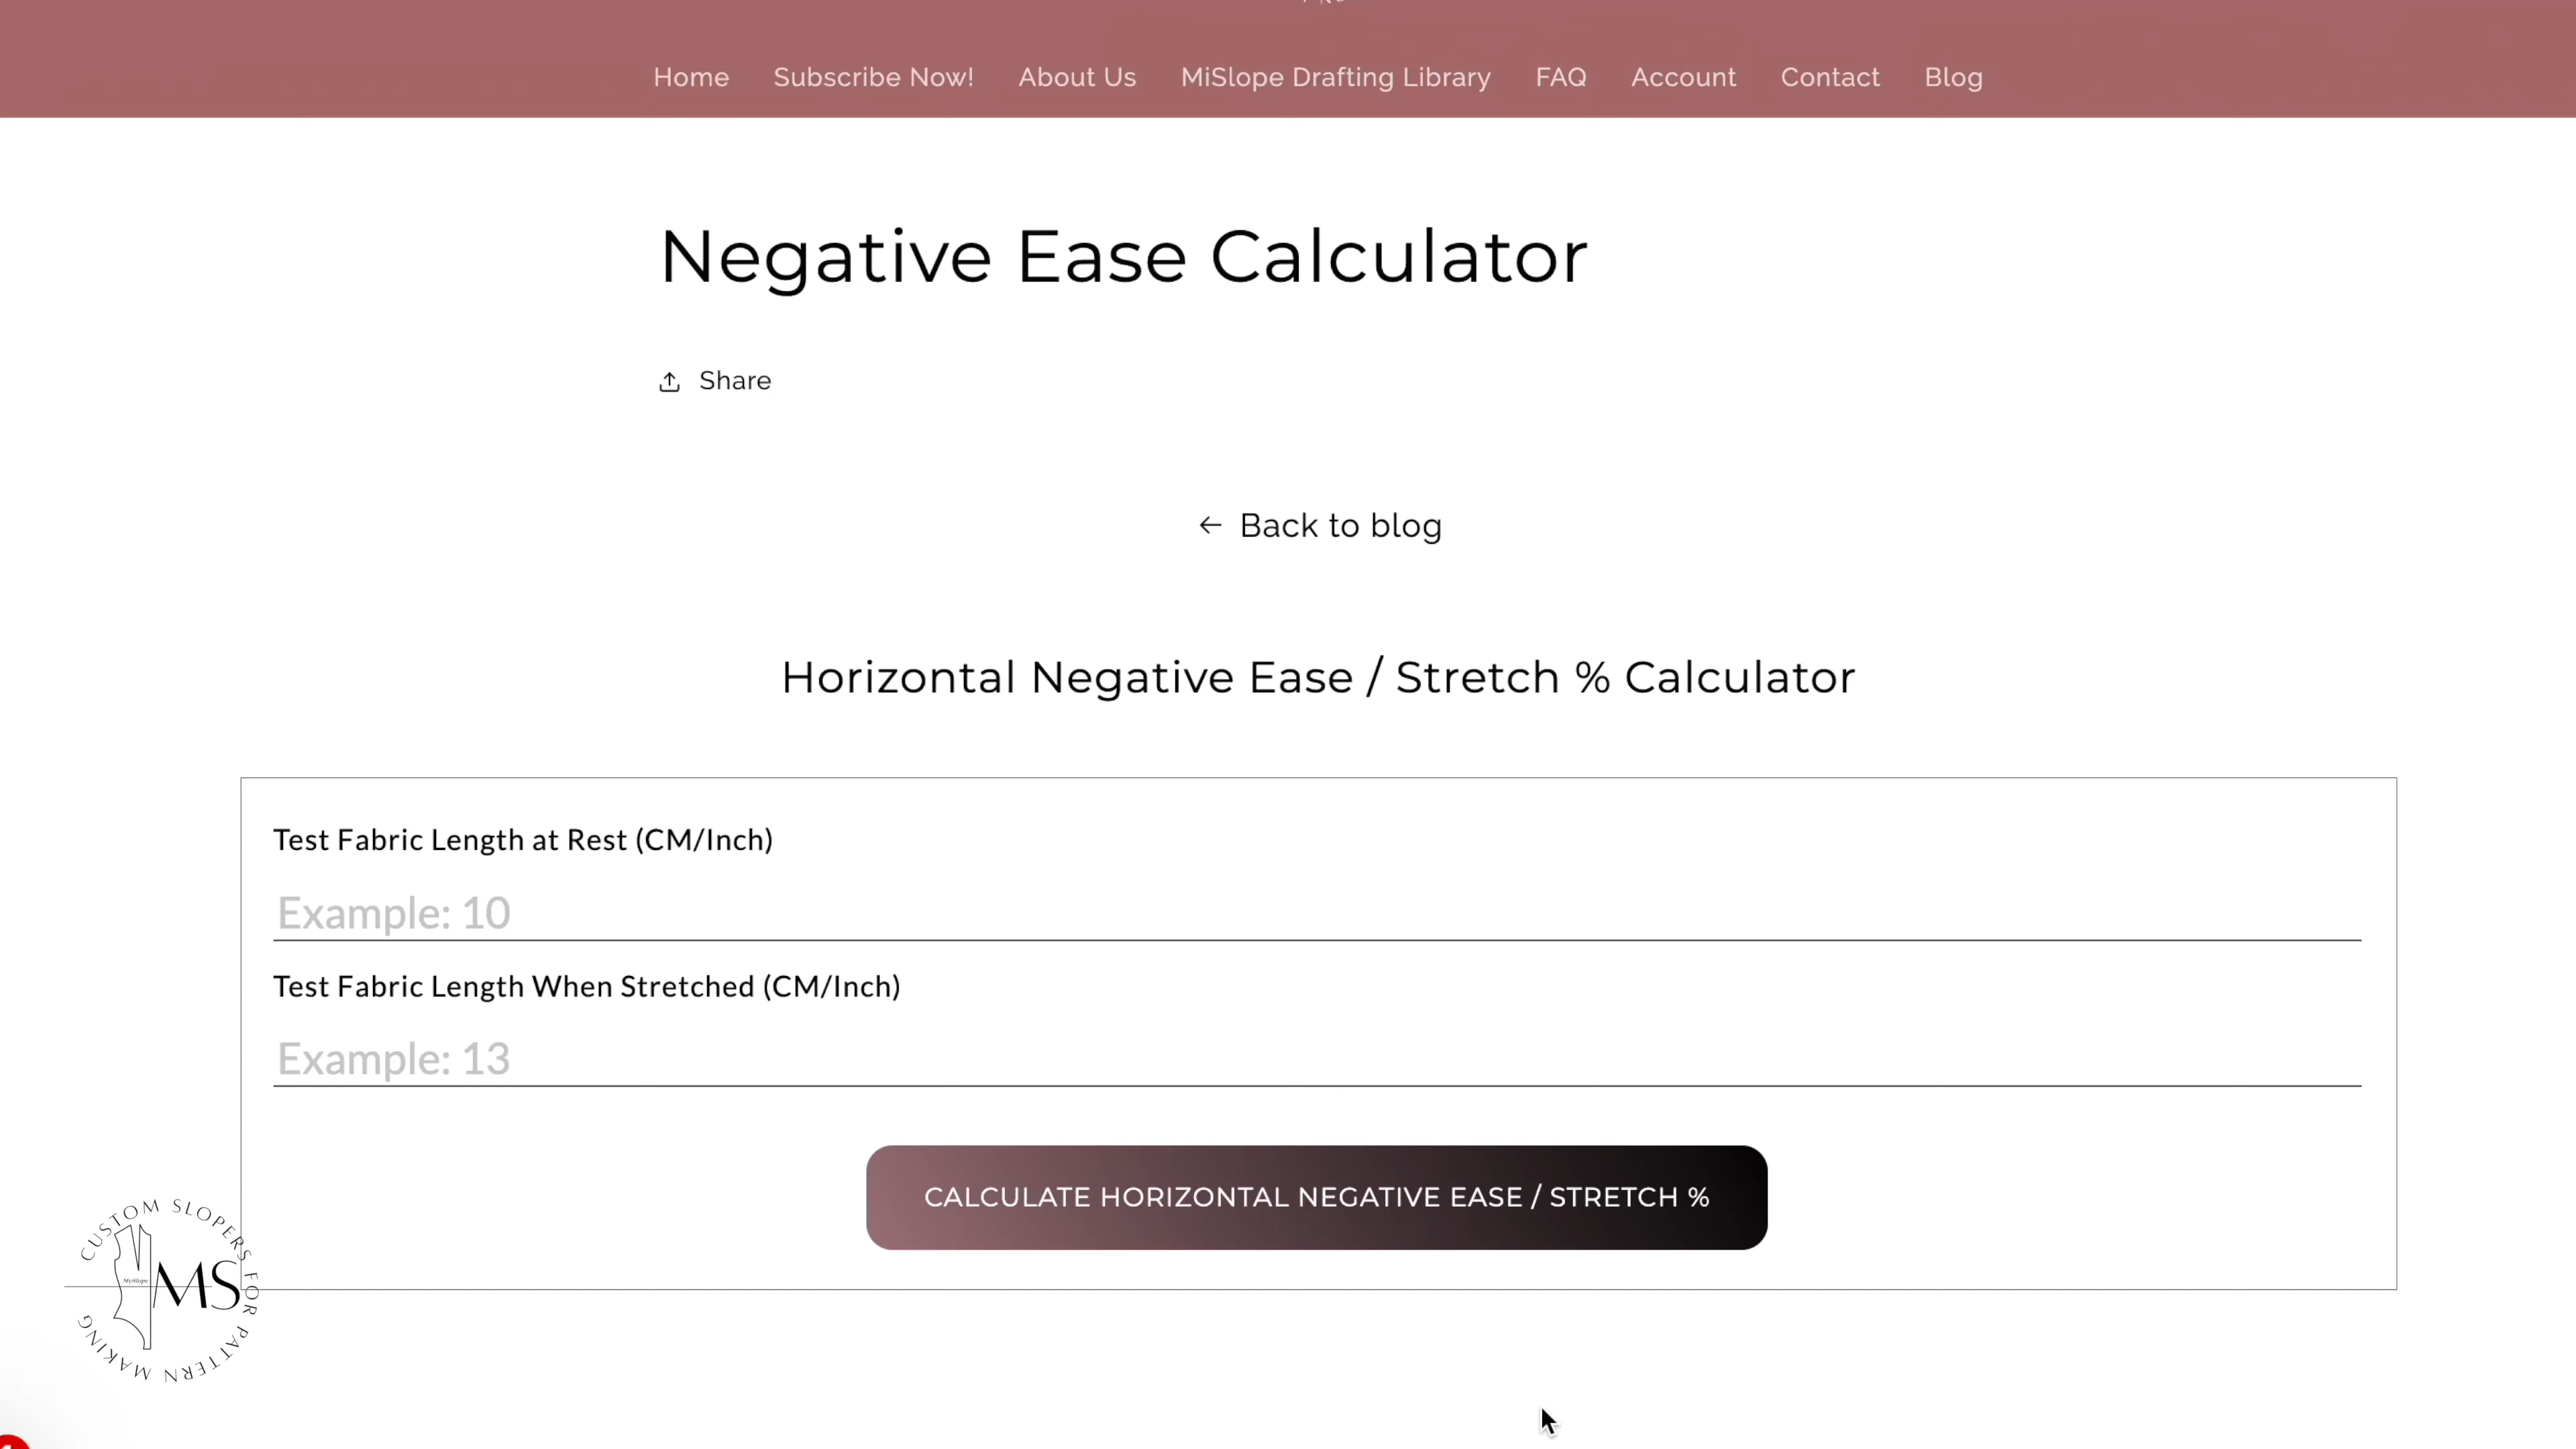 Home Subscribe Now! About Us MiSlope Drafting Library FAQ Account Contact Blog
Negative Ease Calculator
Share
← Back to blog
Horizontal Negative Ease / Stretch % Calculator
Test Fabric Length at Rest (CM/Inch)
Example: 10
Test Fabric Length When Stretched (CM/Inch)
Example: 13
CALCULATE HORIZONTAL NEGATIVE EASE / STRETCH %
CUSTOM SLOPERS FOR PATTERN MAKING
MySlope
MS